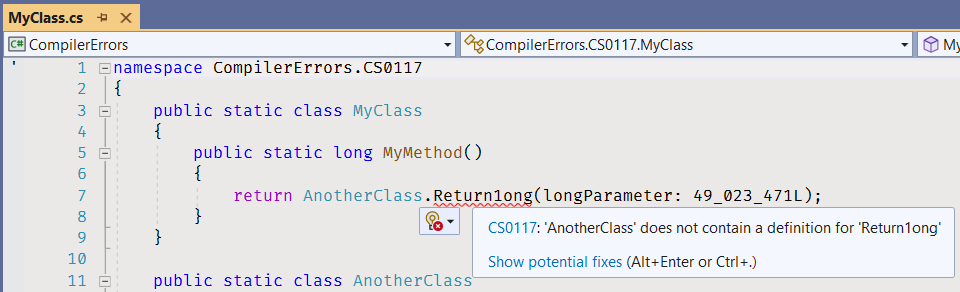 MyClass.cs
CompilerErrors
CompilerErrors.CS0117.MyClass
My
1 namespace CompilerErrors.CS0117
2 {
3 public static class MyClass
4 {
5 public static long MyMethod()
6 {
7 return AnotherClass.Return1ong(longParameter: 49_023_471L);
8 }
9 }
10
11 public static class AnotherClass
CS0117: 'AnotherClass' does not contain a definition for 'Return1ong'
Show potential fixes (Alt+Enter or Ctrl+.)